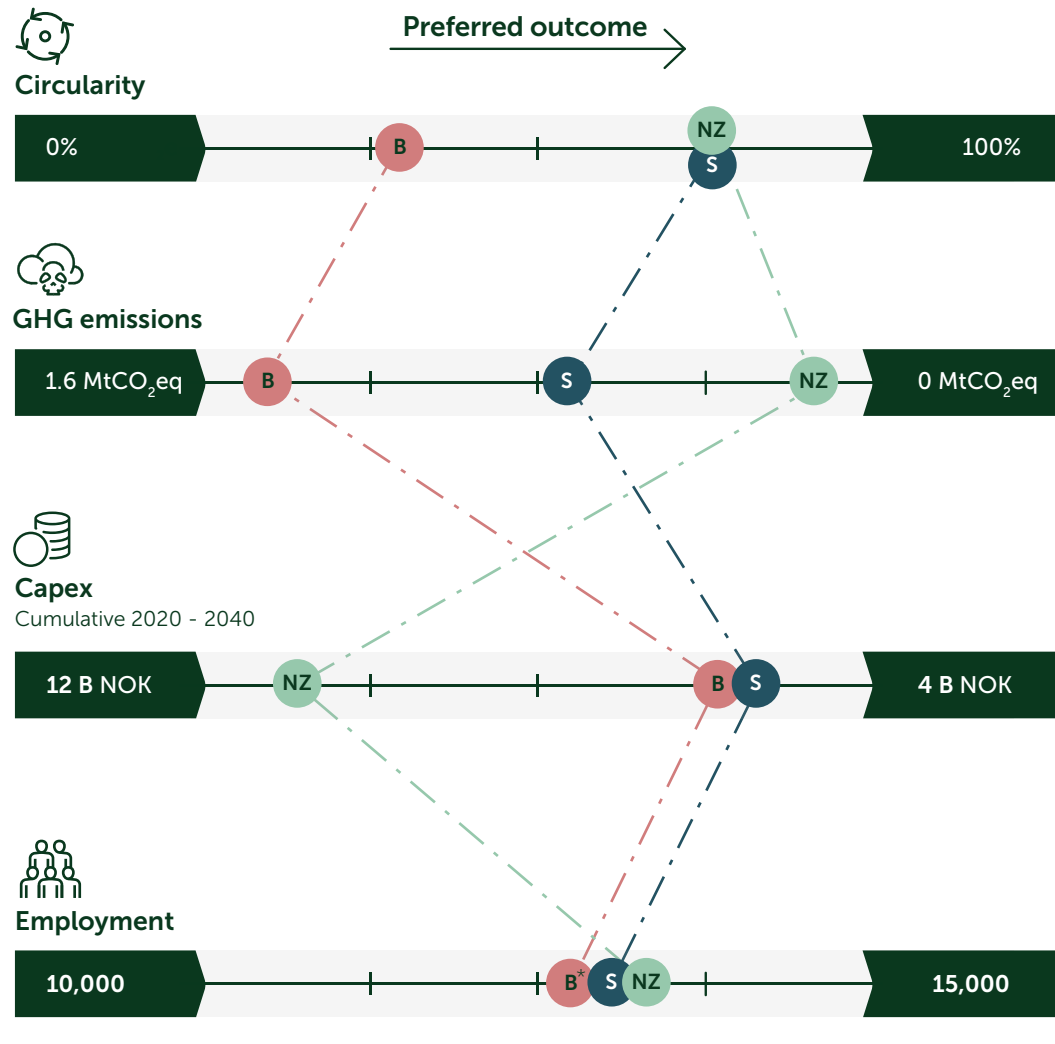 Preferred outcome
Circularity
0%
B
NZ
S
100%
GHG emissions
1.6 MtCO₂eq
B
S
NZ
0 MtCO₂eq
Capex
Cumulative 2020 - 2040
12 B NOK
NZ
B
S
4 B NOK
Employment
10,000
B*
S
NZ
15,000